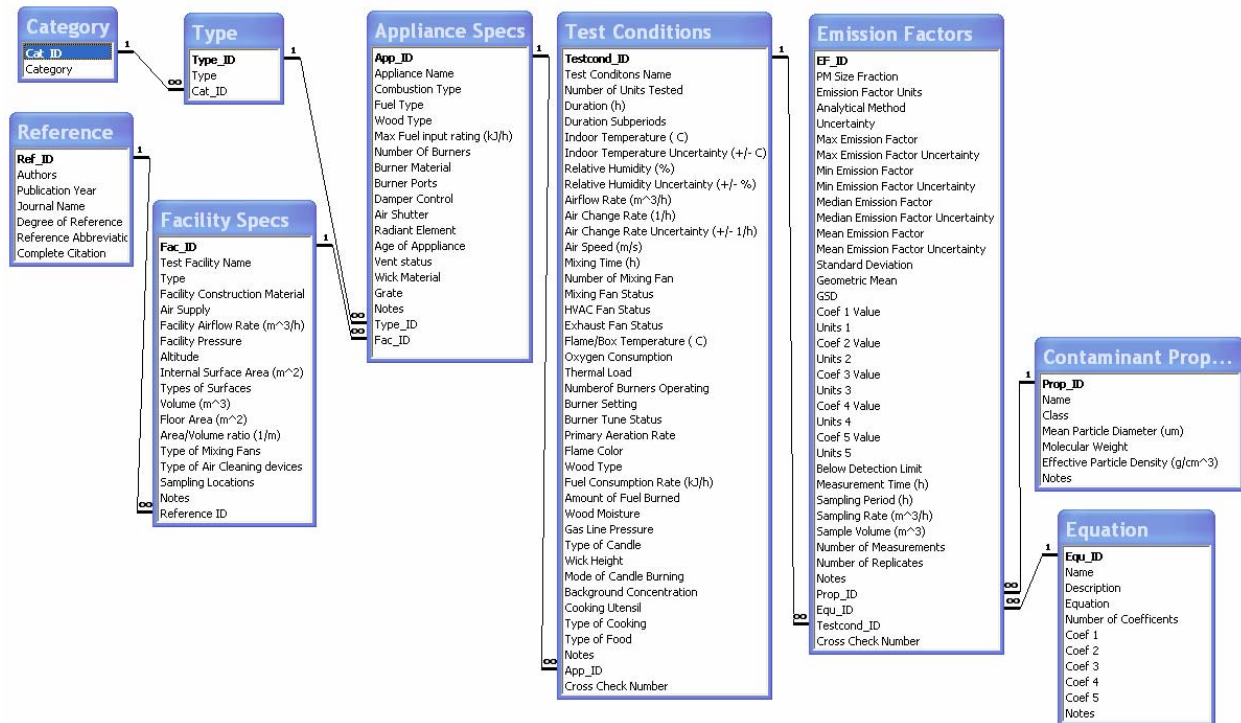 Category
Cat_ID
Category
Type
Type_ID
Type
Cat_ID
Reference
Ref_ID
Authors
Publication Year
Journal Name
Degree of Reference
Reference Abbreviatic
Complete Citation
Facility Specs
Fac_ID
Test Facility Name
Type
Facility Construction Material
Air Supply
Facility Airflow Rate (m^3/h)
Facility Pressure
Altitude
Internal Surface Area (m^2)
Types of Surfaces
Volume (m^3)
Floor Area (m^2)
Area/Volume ratio (1/m)
Type of Mixing Fans
Type of Air Cleaning devices
Sampling Locations
Notes
Reference ID
Appliance Specs
App_ID
Appliance Name
Combustion Type
Fuel Type
Wood Type
Max Fuel input rating (kJ/h)
Number Of Burners
Burner Material
Burner Ports
Damper Control
Air Shutter
Radiant Element
Age of Apppliance
Vent status
Wick Material
Grate
Notes
Type_ID
Fac_ID
Test Conditions
Testcond_ID
Test Conditons Name
Number of Units Tested
Duration (h)
Duration Subperiods
Indoor Temperature ( C)
Indoor Temperature Uncertainty (+/- C)
Relative Humidity (%)
Relative Humidity Uncertainty (+/- %)
Airflow Rate (m^3/h)
Air Change Rate (1/h)
Air Change Rate Uncertainty (+/- 1/h)
Air Speed (m/s)
Mixing Time (h)
Number of Mixing Fan
Mixing Fan Status
HVAC Fan Status
Exhaust Fan Status
Flame/Box Temperature ( C)
Oxygen Consumption
Thermal Load
Numberof Burners Operating
Burner Setting
Burner Tune Status
Primary Aeration Rate
Flame Color
Wood Type
Fuel Consumption Rate (kJ/h)
Amount of Fuel Burned
Wood Moisture
Gas Line Pressure
Type of Candle
Wick Height
Mode of Candle Burning
Background Concentration
Cooking Utensil
Type of Cooking
Type of Food
Notes
App_ID
Cross Check Number
Emission Factors
EF_ID
PM Size Fraction
Emission Factor Units
Analytical Method
Uncertainty
Max Emission Factor
Max Emission Factor Uncertainty
Min Emission Factor
Min Emission Factor Uncertainty
Median Emission Factor
Median Emission Factor Uncertainty
Mean Emission Factor
Mean Emission Factor Uncertainty
Standard Deviation
Geometric Mean
GSD
Coef 1 Value
Units 1
Coef 2 Value
Units 2
Coef 3 Value
Units 3
Coef 4 Value
Units 4
Coef 5 Value
Units 5
Below Detection Limit
Measurement Time (h)
Sampling Period (h)
Sampling Rate (m^3/h)
Sample Volume (m^3)
Number of Measurements
Number of Replicates
Notes
Prop_ID
Equ_ID
Testcond_ID
Cross Check Number
Contaminant Prop...
Prop_ID
Name
Class
Mean Particle Diameter (um)
Molecular Weight
Effective Particle Density (g/cm^3)
Notes
Equation
Equ_ID
Name
Description
Equation
Number of Coefficents
Coef 1
Coef 2
Coef 3
Coef 4
Coef 5
Notes
1
∞
1
1
∞
1
∞
∞
1
∞
1
∞
1
∞
1
∞